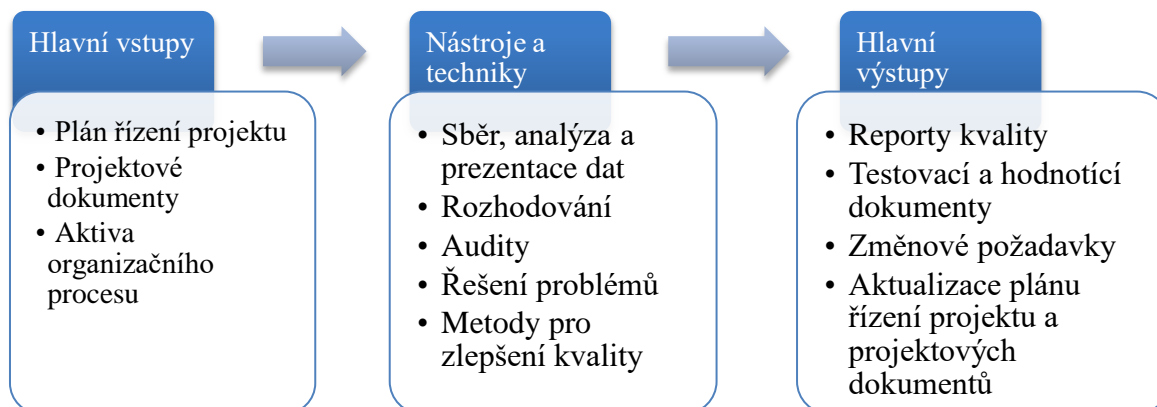 Hlavní vstupy
• Plán řízení projektu
• Projektové
dokumenty
• Aktiva
organizačního
procesu
Nástroje a
techniky
• Sběr, analýza a
prezentace dat
• Rozhodování
• Audity
• Řešení problémů
• Metody pro
zlepšení kvality
Hlavní
výstupy
• Reporty kvality
• Testovací a hodnotící
dokumenty
• Změnové požadavky
• Aktualizace plánu
řízení projektu a
projektových
dokumentů